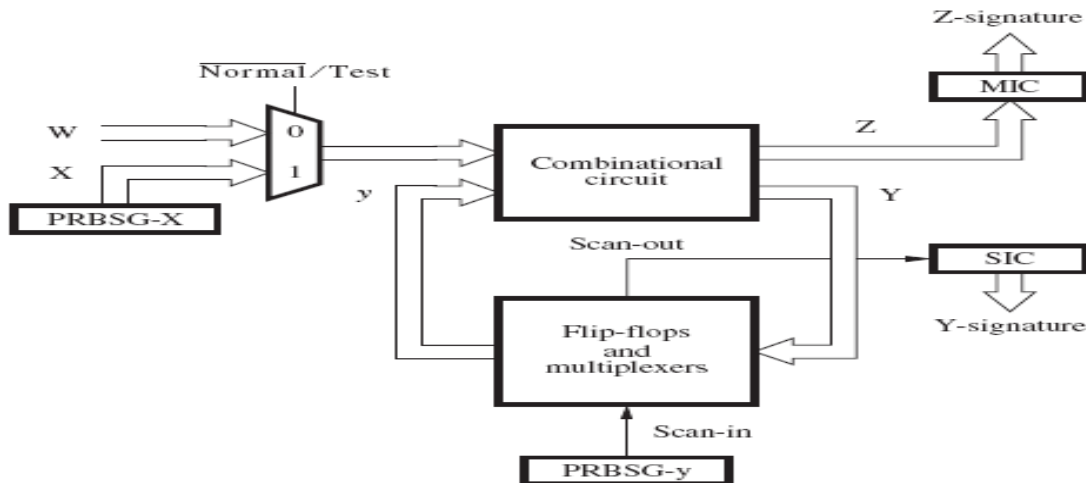 Z-signature
MIC
Normal/Test
W
0
Z
X
1
Combinational
circuit
y
Y
PRBSG-X
Scan-out
SIC
Flip-flops
and
multiplexers
Y-signature
Scan-in
PRBSG-y